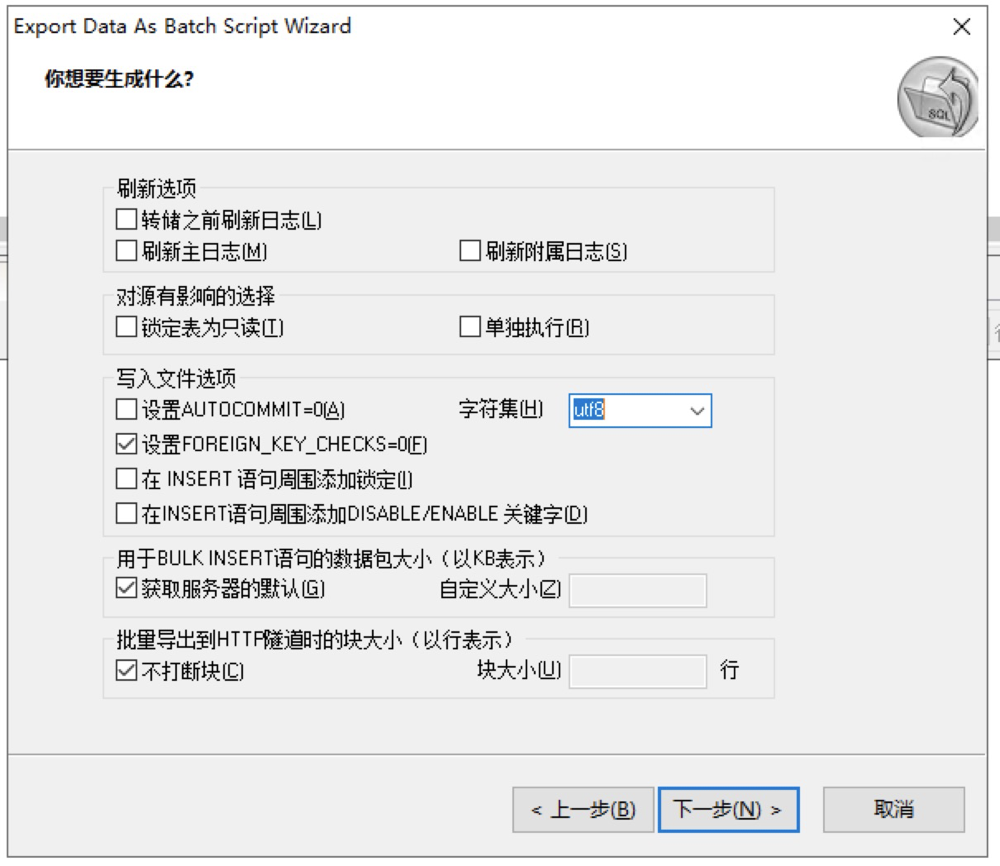 Export Data As Batch Script Wizard
你想要生成什么?
SQL
刷新选项
转储之前刷新日志(L)
刷新主日志(M) 刷新附属日志(S)
对源有影响的选择
锁定表为只读(T) 单独执行(R)
写入文件选项
设置AUTOCOMMIT=0(A) 字符集(H) utf8
设置FOREIGN_KEY_CHECKS=0(F)
在 INSERT 语句周围添加锁定(I)
在INSERT语句周围添加DISABLE/ENABLE 关键字(D)
用于BULK INSERT语句的数据包大小（以KB表示）
获取服务器的默认(G) 自定义大小(Z)
批量导出到HTTP隧道时的块大小（以行表示）
不打断块(C) 块大小(U) 行
< 上一步(B) 下一步(N) > 取消